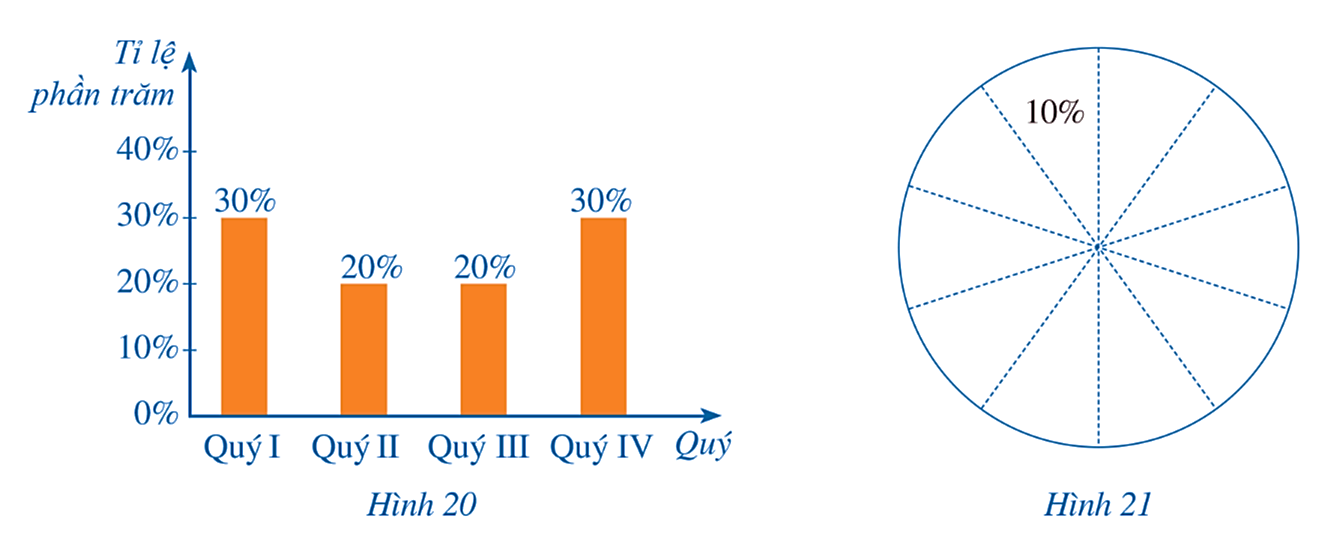 Tỉ lệ
phần trăm
40%
30%
20%
10%
0%
30%
20%
20%
30%
Quý I
Quý II
Quý III
Quý IV
Quý
Hình 20
10%
Hình 21